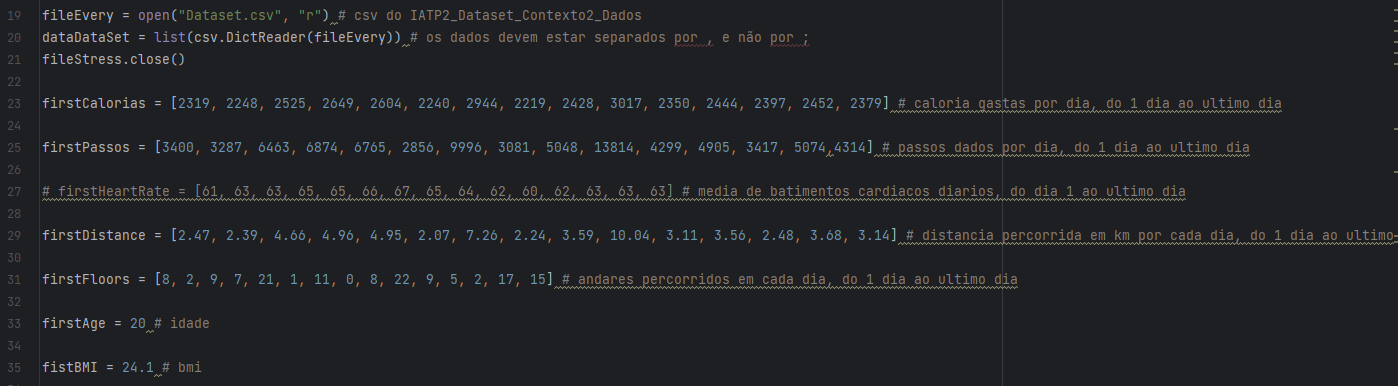 19 fileEvery = open("Dataset.csv", "r") # csv do IATP2_Dataset_Contexto2_Dados
20 dataDataSet = list(csv.DictReader(fileEvery)) # os dados devem estar separados por , e não por ;
21 fileStress.close()
22
23 firstCalorias = [2319, 2248, 2525, 2649, 2604, 2240, 2944, 2219, 2428, 3017, 2350, 2444, 2397, 2452, 2379] # caloria gastas por dia, do 1 dia ao ultimo dia
24
25 firstPassos = [3400, 3287, 6463, 6874, 6765, 2856, 9996, 3081, 5048, 13814, 4299, 4905, 3417, 5074,4314] # passos dados por dia, do 1 dia ao ultimo dia
26
27 # firstHeartRate = [61, 63, 63, 65, 65, 66, 67, 65, 64, 62, 60, 62, 63, 63, 63] # media de batimentos cardiacos diarios, do dia 1 ao ultimo dia
28
29 firstDistance = [2.47, 2.39, 4.66, 4.96, 4.95, 2.07, 7.26, 2.24, 3.59, 10.04, 3.11, 3.56, 2.48, 3.68, 3.14] # distancia percorrida em km por cada dia, do 1 dia ao ultimo
30
31 firstFloors = [8, 2, 9, 7, 21, 1, 11, 0, 8, 22, 9, 5, 2, 17, 15] # andares percorridos em cada dia, do 1 dia ao ultimo dia
32
33 firstAge = 20 # idade
34
35 fistBMI = 24.1 # bmi